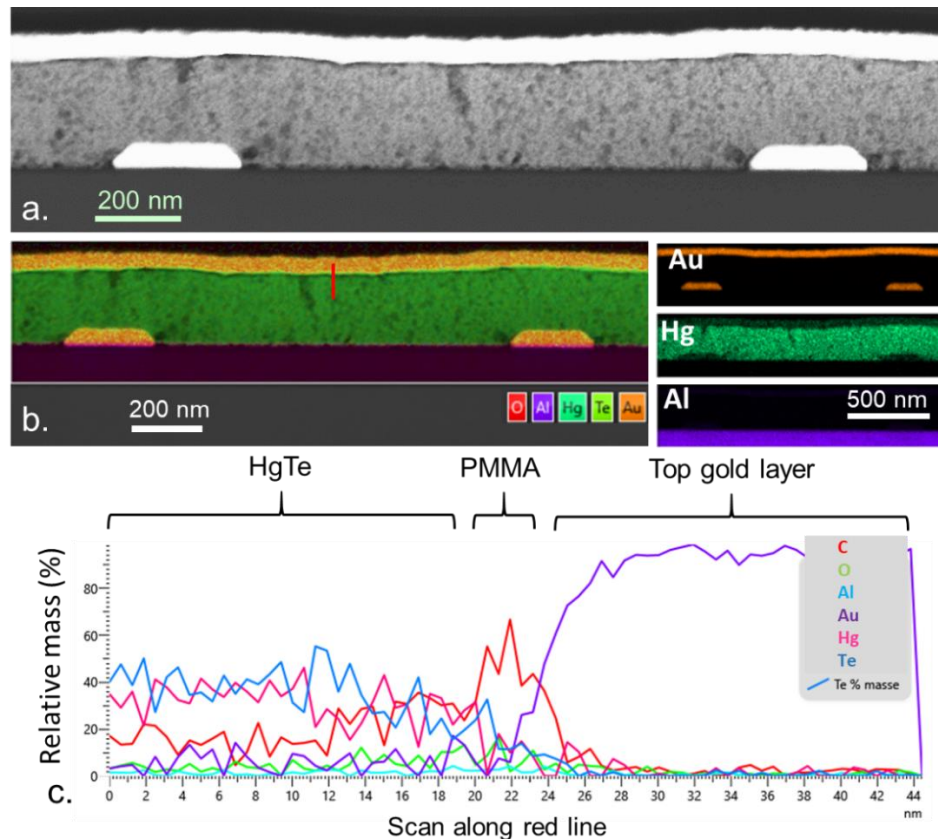 200 nm
a.
Au
Hg
Al
500 nm
200 nm
O Al Hg Te Au
b.
HgTe PMMA Top gold layer
Relative mass (%)
80
60
40
20
0
C
O
Al
Au
Hg
Te
Te % masse
c.
0 2 4 6 8 10 12 14 16 18 20 22 24 26 28 30 32 34 36 38 40 42 44
nm
Scan along red line